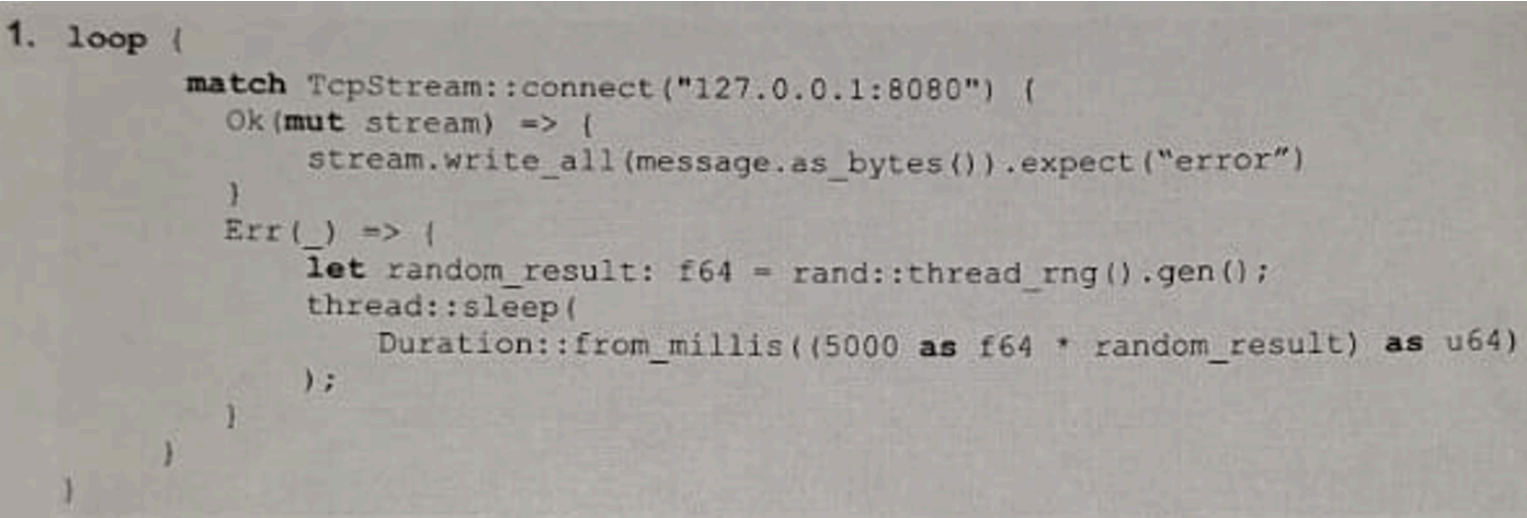 1. loop {
match TcpStream::connect("127.0.0.1:8080") {
Ok(mut stream) => {
stream.write_all(message.as_bytes()).expect("error")
}
Err(_) => {
let random_result: f64 = rand::thread_rng().gen();
thread::sleep(
Duration::from_millis((5000 as f64 * random_result) as u64)
);
}
}
}